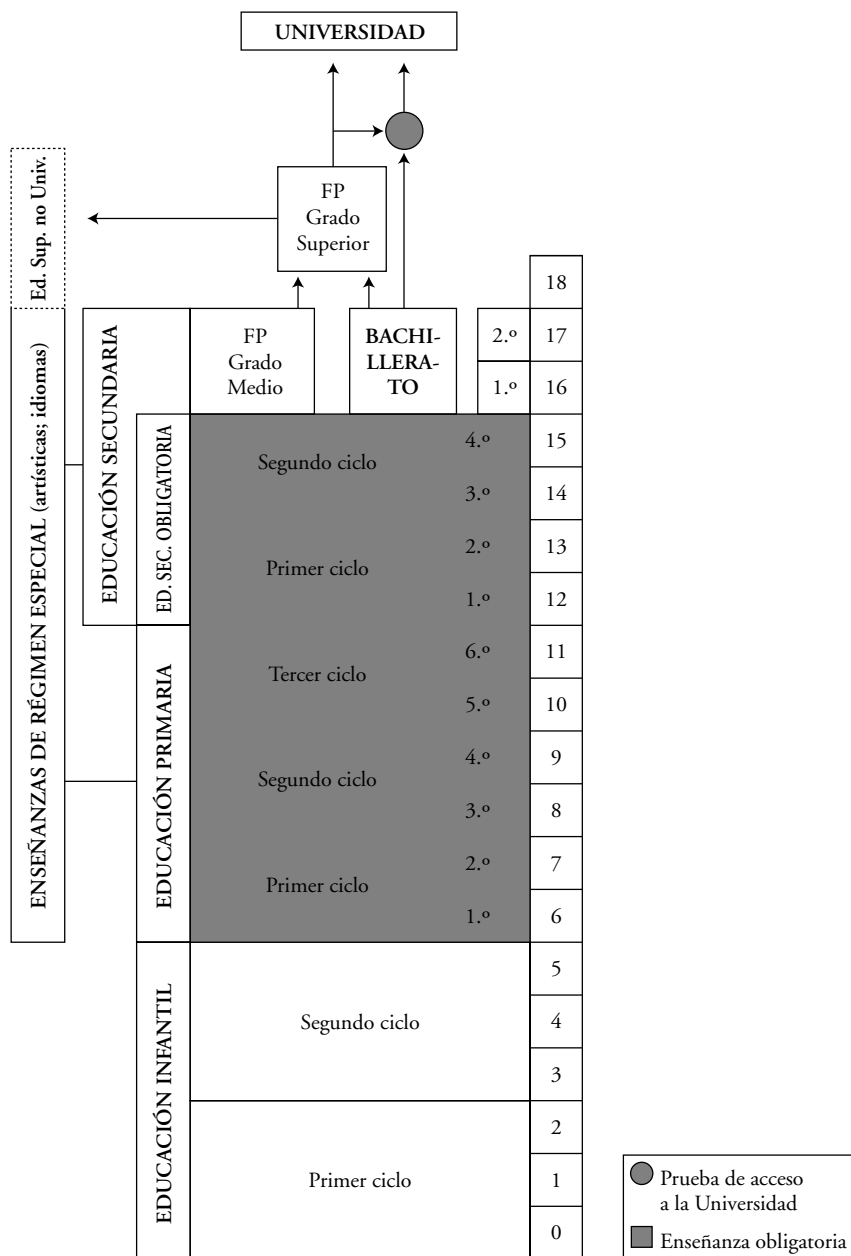 UNIVERSIDAD
Ed. Sup. no Univ.
FP
Grado
Superior
18
ENSEÑANZAS DE RÉGIMEN ESPECIAL (artísticas; idiomas)
EDUCACIÓN SECUNDARIA
FP
Grado
Medio
BACHI-
LLERA-
TO
2.º
17
1.º
16
ED. SEC. OBLIGATORIA
Segundo ciclo
4.º
15
3.º
14
Primer ciclo
2.º
13
1.º
12
EDUCACIÓN PRIMARIA
Tercer ciclo
6.º
11
5.º
10
Segundo ciclo
4.º
9
3.º
8
Primer ciclo
2.º
7
1.º
6
EDUCACIÓN INFANTIL
Segundo ciclo
5
4
3
Primer ciclo
2
1
0
Prueba de acceso
a la Universidad
Enseñanza obligatoria